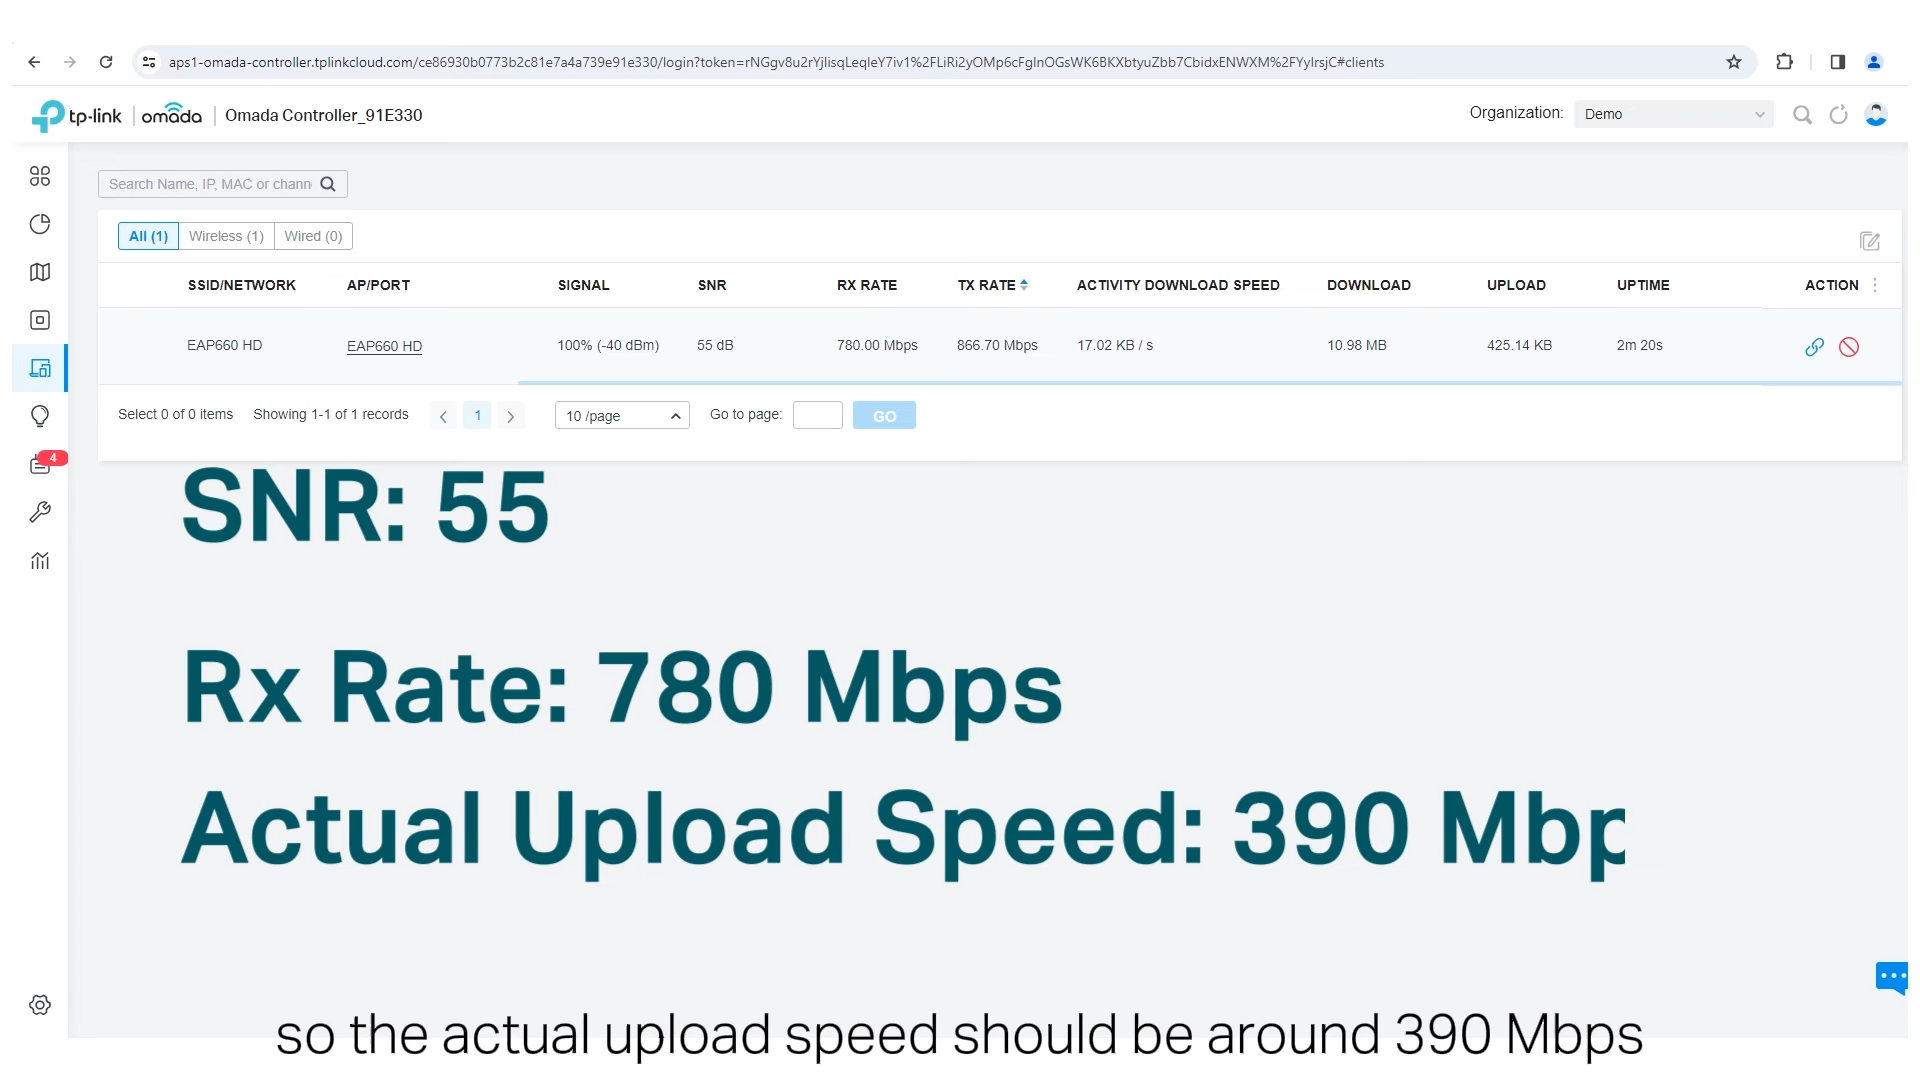 aps1-omada-controller.tplinkcloud.com/ce86930b0773b2c81e7a4a739e91e330/login?token=rNGgv8u2rYjlisqLeqleY7iv1%2FLiRi2yOMp6cFgInOGsWK6BKXbtyuZbb7CbidxENWXM%2FYylrsjC#clients
tp-link omada Omada Controller_91E330 Organization: Demo
Search Name, IP, MAC or chann
All (1) Wireless (1) Wired (0)
SSID/NETWORK AP/PORT SIGNAL SNR RX RATE TX RATE ACTIVITY DOWNLOAD SPEED DOWNLOAD UPLOAD UPTIME ACTION
EAP660 HD EAP660 HD 100% (-40 dBm) 55 dB 780.00 Mbps 866.70 Mbps 17.02 KB / s 10.98 MB 425.14 KB 2m 20s
Select 0 of 0 items Showing 1-1 of 1 records 1 10 /page Go to page: GO
4
SNR: 55
Rx Rate: 780 Mbps
Actual Upload Speed: 390 Mbp
so the actual upload speed should be around 390 Mbps